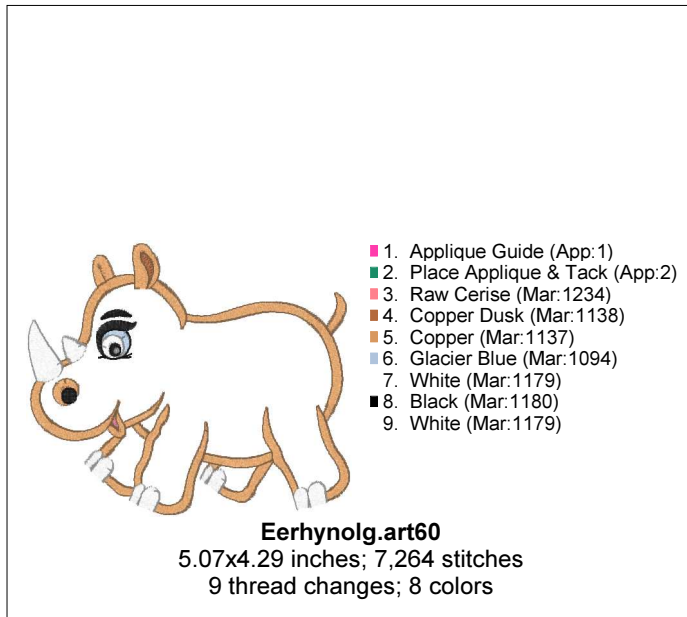 1. Applique Guide (App:1)
2. Place Applique & Tack (App:2)
3. Raw Cerise (Mar:1234)
4. Copper Dusk (Mar:1138)
5. Copper (Mar:1137)
6. Glacier Blue (Mar:1094)
7. White (Mar:1179)
8. Black (Mar:1180)
9. White (Mar:1179)
Eerhynolg.art60
5.07x4.29 inches; 7,264 stitches
9 thread changes; 8 colors